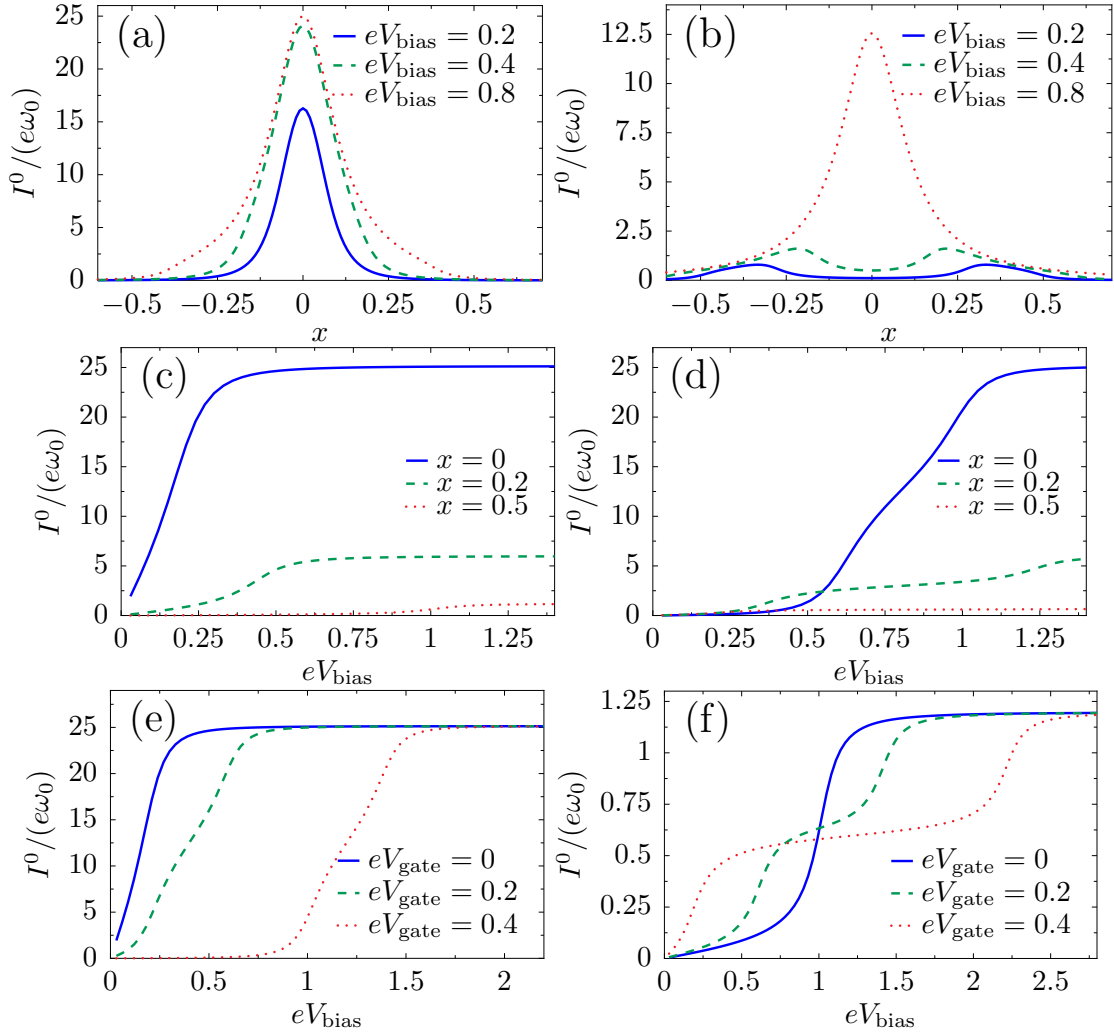 (a)
eV_bias = 0.2
eV_bias = 0.4
eV_bias = 0.8
I^0/(eω_0)
25
20
15
10
5
0
−0.5 −0.25 0 0.25 0.5
x
(b)
eV_bias = 0.2
eV_bias = 0.4
eV_bias = 0.8
I^0/(eω_0)
12.5
10
7.5
5
2.5
0
−0.5 −0.25 0 0.25 0.5
x
(c)
x = 0
x = 0.2
x = 0.5
I^0/(eω_0)
25
20
15
10
5
0
0 0.25 0.5 0.75 1 1.25
eV_bias
(d)
x = 0
x = 0.2
x = 0.5
I^0/(eω_0)
25
20
15
10
5
0
0 0.25 0.5 0.75 1 1.25
eV_bias
(e)
eV_gate = 0
eV_gate = 0.2
eV_gate = 0.4
I^0/(eω_0)
25
20
15
10
5
0
0 0.5 1 1.5 2
eV_bias
(f)
eV_gate = 0
eV_gate = 0.2
eV_gate = 0.4
I^0/(eω_0)
1.25
1
0.75
0.5
0.25
0
0 0.5 1 1.5 2 2.5
eV_bias